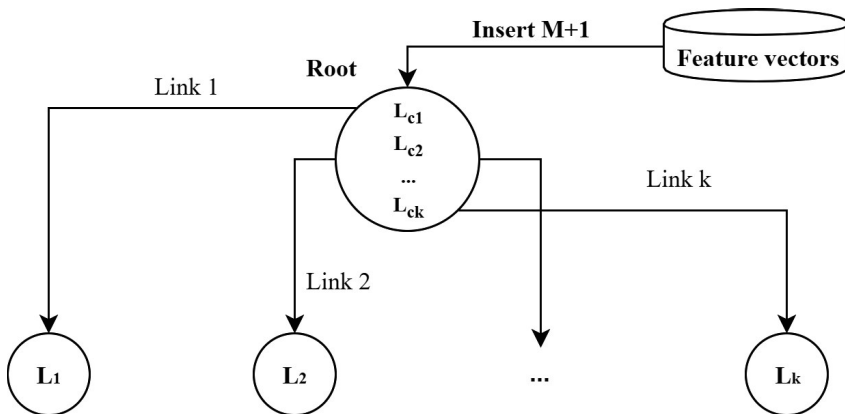 Insert M+1
Feature vectors
Root
Link 1
Lc1
Lc2
...
Lck
Link k
Link 2
L1
L2
...
Lk